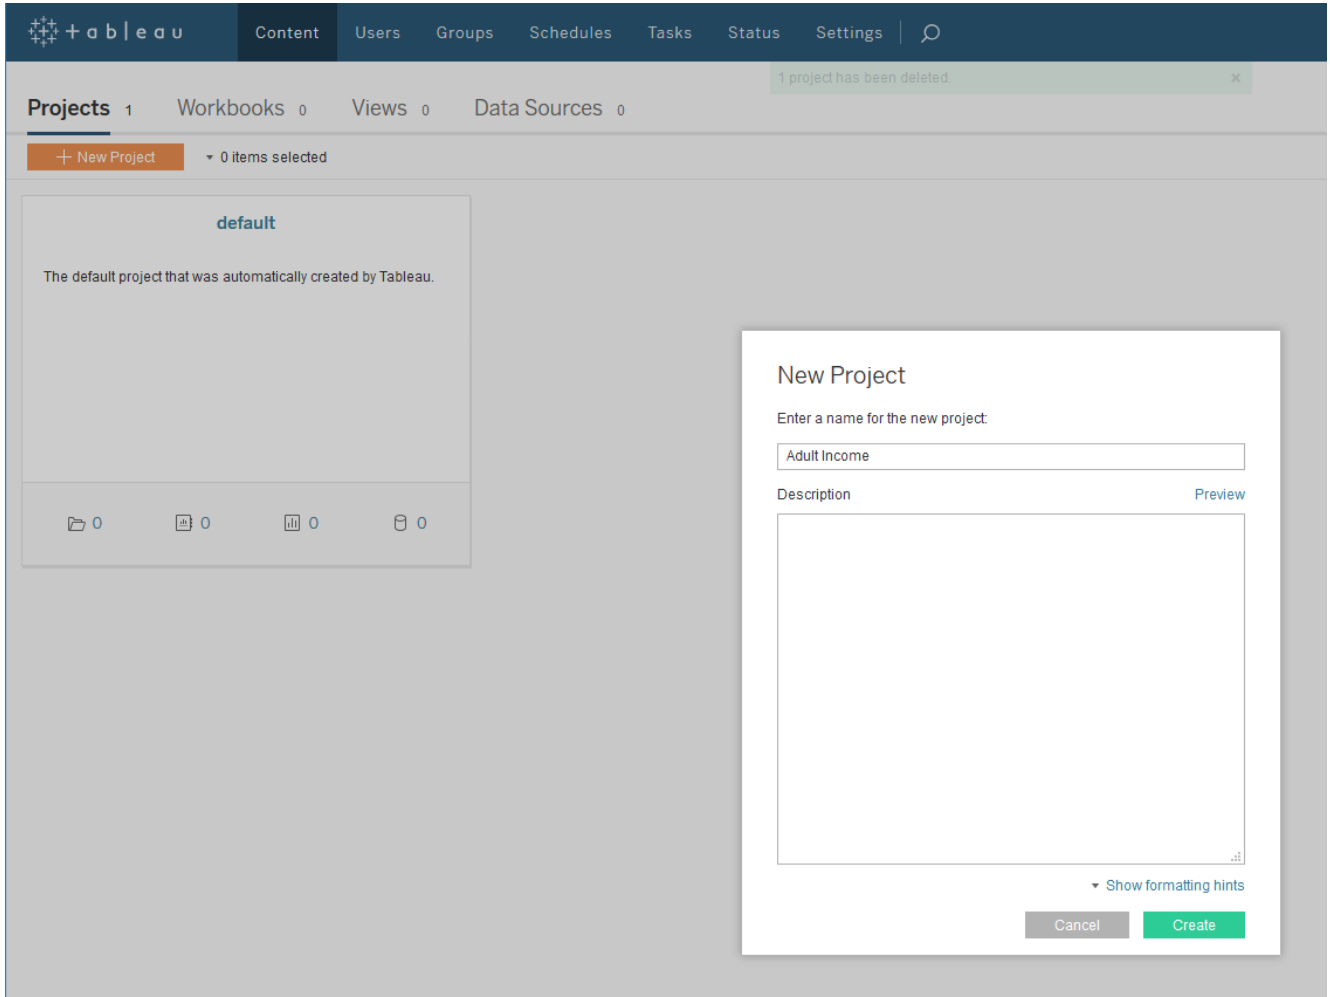 + a b l e a u
Content Users Groups Schedules Tasks Status Settings
1 project has been deleted. ×
Projects 1 Workbooks 0 Views 0 Data Sources 0
+ New Project ▾ 0 items selected
default
The default project that was automatically created by Tableau.
0 0 0 0
New Project
Enter a name for the new project:
Adult Income
Description Preview
▾ Show formatting hints
Cancel Create